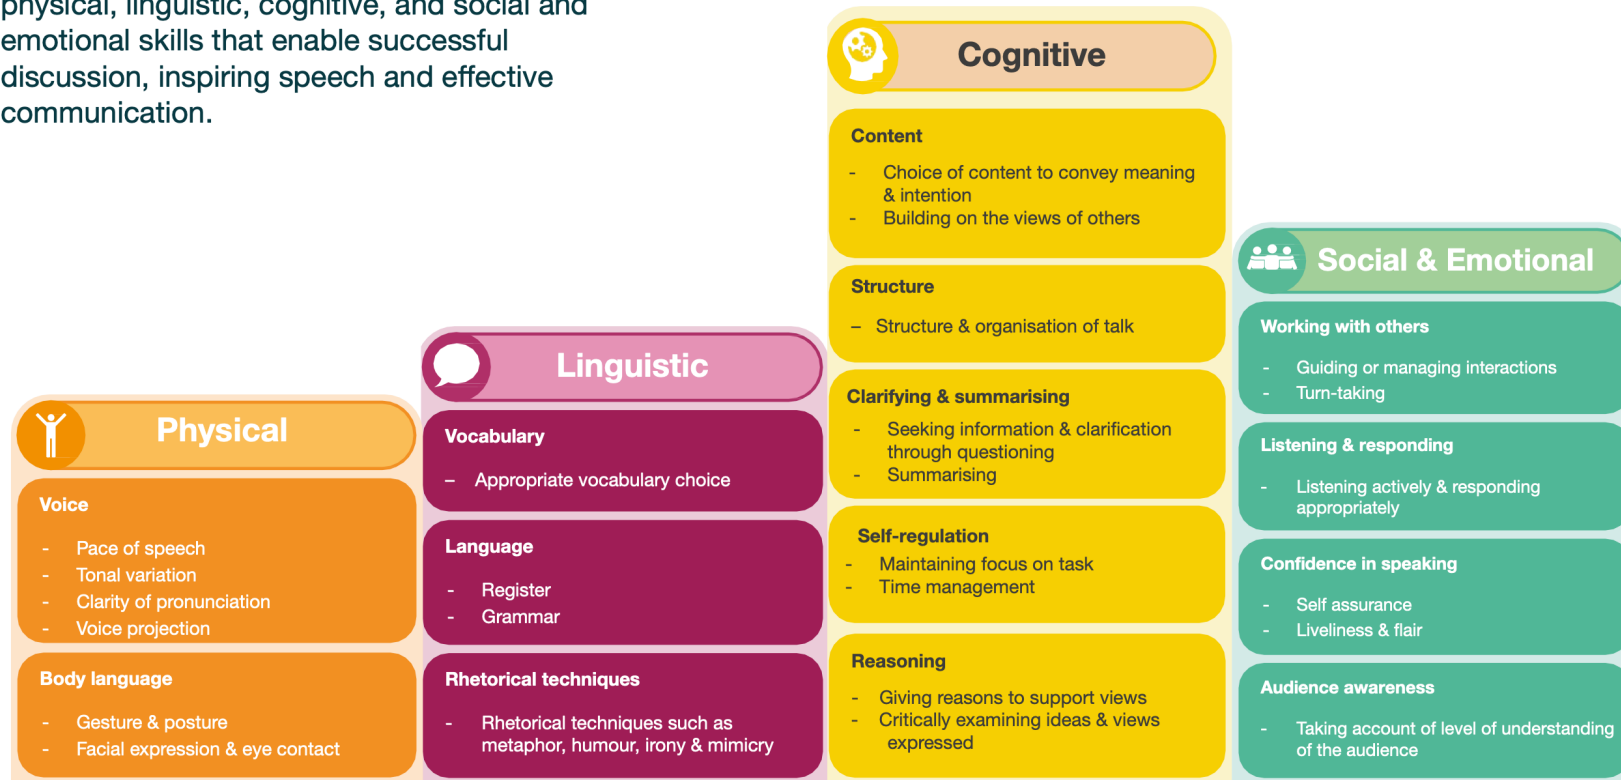 physical, linguistic, cognitive, and social and
emotional skills that enable successful
discussion, inspiring speech and effective
communication.
Physical
Voice
- Pace of speech
- Tonal variation
- Clarity of pronunciation
- Voice projection
Body language
- Gesture & posture
- Facial expression & eye contact
Linguistic
Vocabulary
– Appropriate vocabulary choice
Language
- Register
- Grammar
Rhetorical techniques
- Rhetorical techniques such as
metaphor, humour, irony & mimicry
Cognitive
Content
- Choice of content to convey meaning
& intention
- Building on the views of others
Structure
– Structure & organisation of talk
Clarifying & summarising
- Seeking information & clarification
through questioning
- Summarising
Self-regulation
- Maintaining focus on task
- Time management
Reasoning
- Giving reasons to support views
- Critically examining ideas & views
expressed
Social & Emotional
Working with others
- Guiding or managing interactions
- Turn-taking
Listening & responding
- Listening actively & responding
appropriately
Confidence in speaking
- Self assurance
- Liveliness & flair
Audience awareness
- Taking account of level of understanding
of the audience